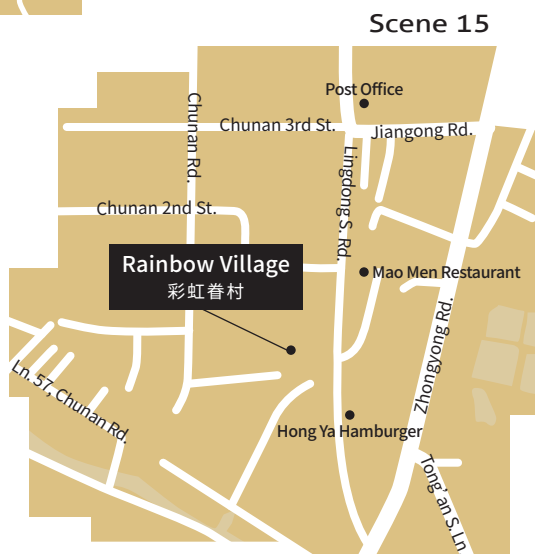 Scene 15
Post Office
Chunan Rd.
Chunan 3rd St.
Jiangong Rd.
Lingdong S. Rd.
Chunan 2nd St.
Rainbow Village
彩虹眷村
Mao Men Restaurant
Zhongyong Rd.
Ln. 57, Chunan Rd.
Hong Ya Hamburger
Tong’ an S. Ln